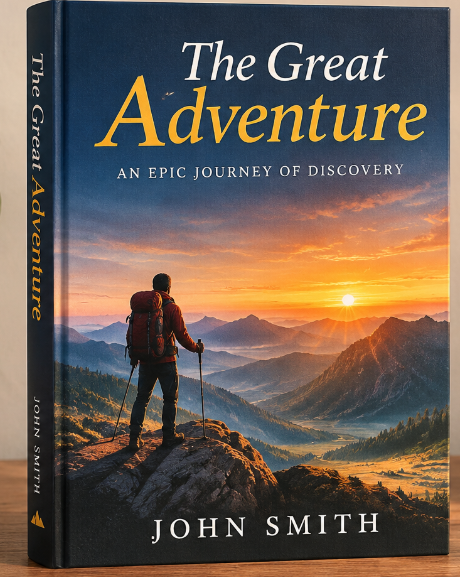 The Great
Adventure
AN EPIC JOURNEY OF DISCOVERY
JOHN SMITH
The Great Adventure
JOHN SMITH